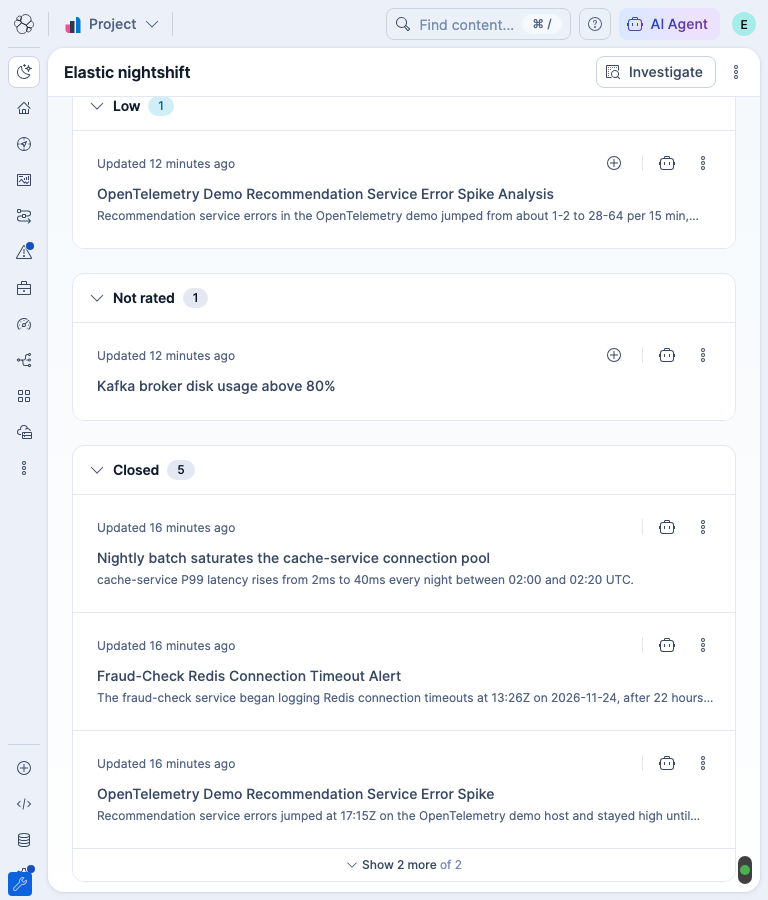 Project
Find content...
⌘ /
AI Agent
E
Elastic nightshift
Investigate
Low 1
Updated 12 minutes ago
OpenTelemetry Demo Recommendation Service Error Spike Analysis
Recommendation service errors in the OpenTelemetry demo jumped from about 1-2 to 28-64 per 15 min,...
Not rated 1
Updated 12 minutes ago
Kafka broker disk usage above 80%
Closed 5
Updated 16 minutes ago
Nightly batch saturates the cache-service connection pool
cache-service P99 latency rises from 2ms to 40ms every night between 02:00 and 02:20 UTC.
Updated 16 minutes ago
Fraud-Check Redis Connection Timeout Alert
The fraud-check service began logging Redis connection timeouts at 13:26Z on 2026-11-24, after 22 hours...
Updated 16 minutes ago
OpenTelemetry Demo Recommendation Service Error Spike
Recommendation service errors jumped at 17:15Z on the OpenTelemetry demo host and stayed high until...
Show 2 more of 2